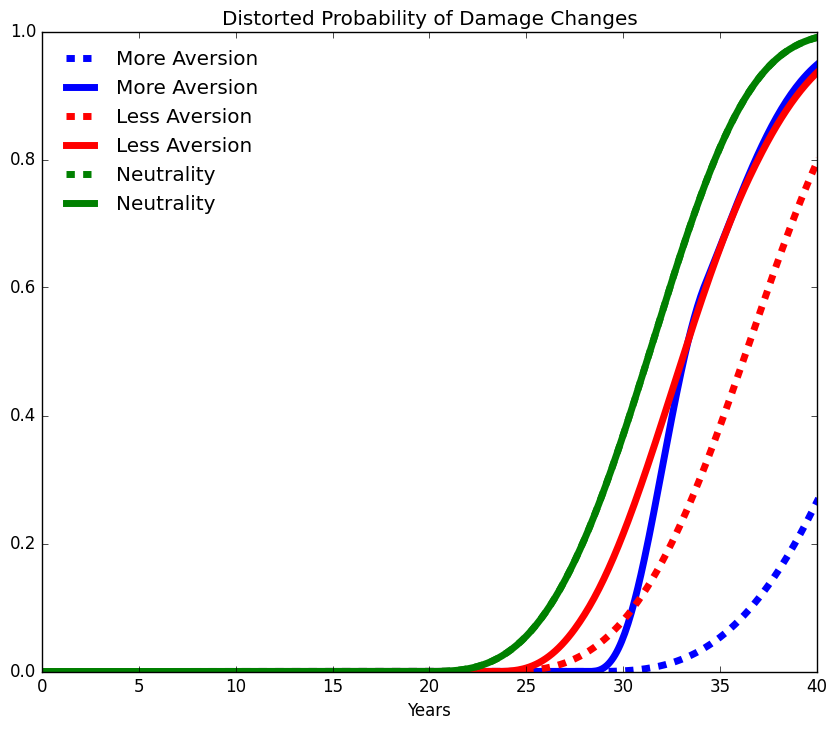 Distorted Probability of Damage Changes
1.0
0.8
0.6
0.4
0.2
0.0
More Aversion
More Aversion
Less Aversion
Less Aversion
Neutrality
Neutrality
0 5 10 15 20 25 30 35 40
Years